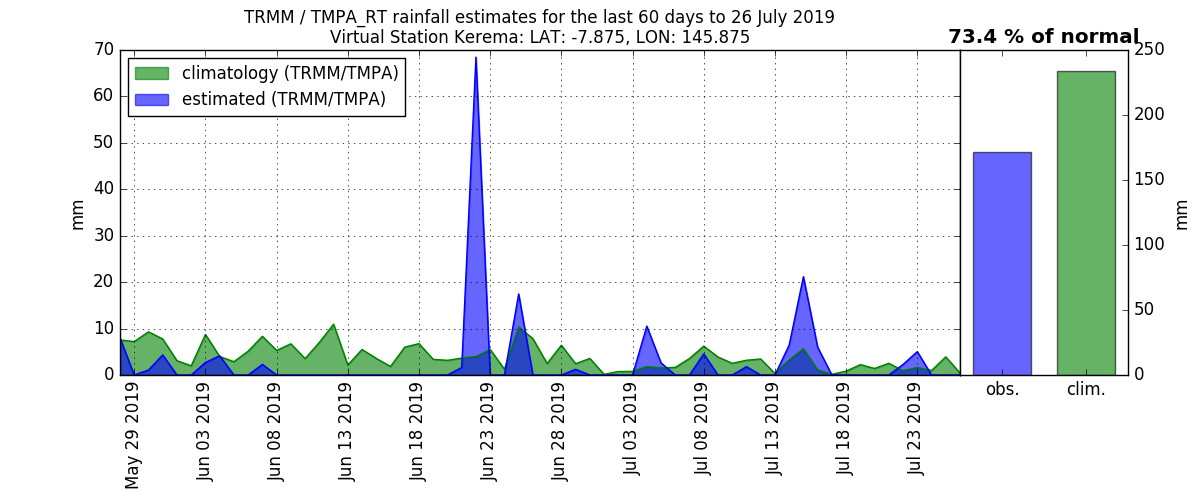 TRMM / TMPA_RT rainfall estimates for the last 60 days to 26 July 2019
Virtual Station Kerema: LAT: -7.875, LON: 145.875
73.4 % of normal
climatology (TRMM/TMPA)
estimated (TRMM/TMPA)
70
60
50
40
30
20
10
0
mm
May 29 2019
Jun 03 2019
Jun 08 2019
Jun 13 2019
Jun 18 2019
Jun 23 2019
Jun 28 2019
Jul 03 2019
Jul 08 2019
Jul 13 2019
Jul 18 2019
Jul 23 2019
obs.
clim.
250
200
150
100
50
0
mm